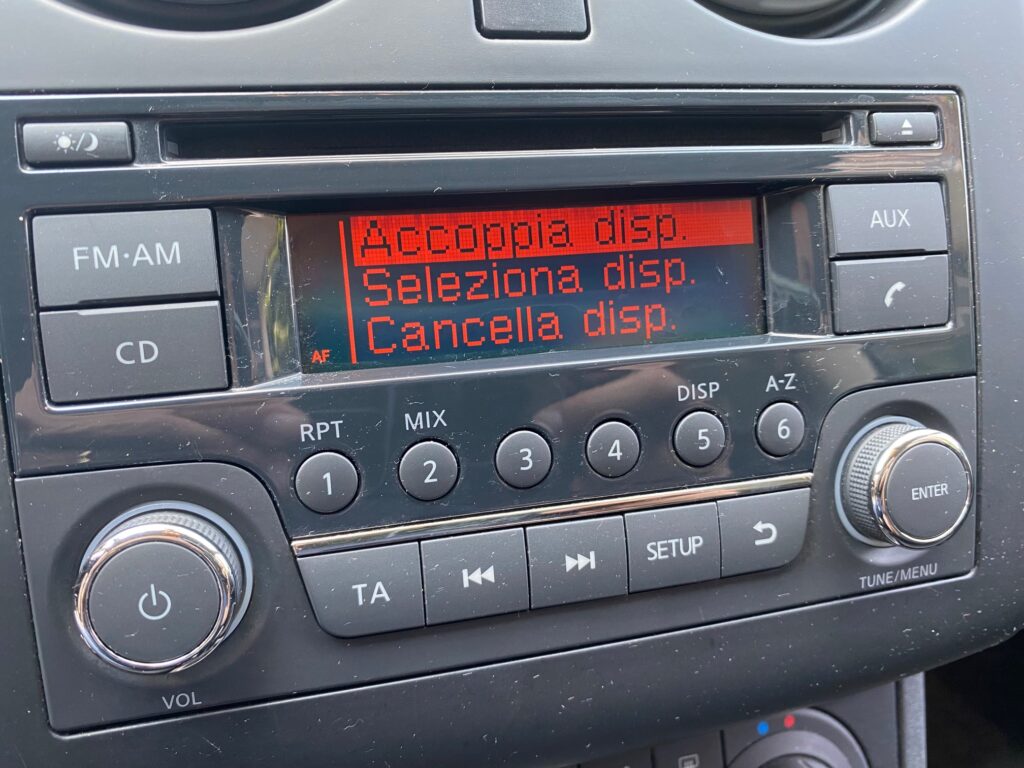 FM·AM
CD
Accoppia disp.
Seleziona disp.
Cancella disp.
AF
AUX
RPT
MIX
DISP
A-Z
1
2
3
4
5
6
TA
SETUP
ENTER
VOL
TUNE/MENU